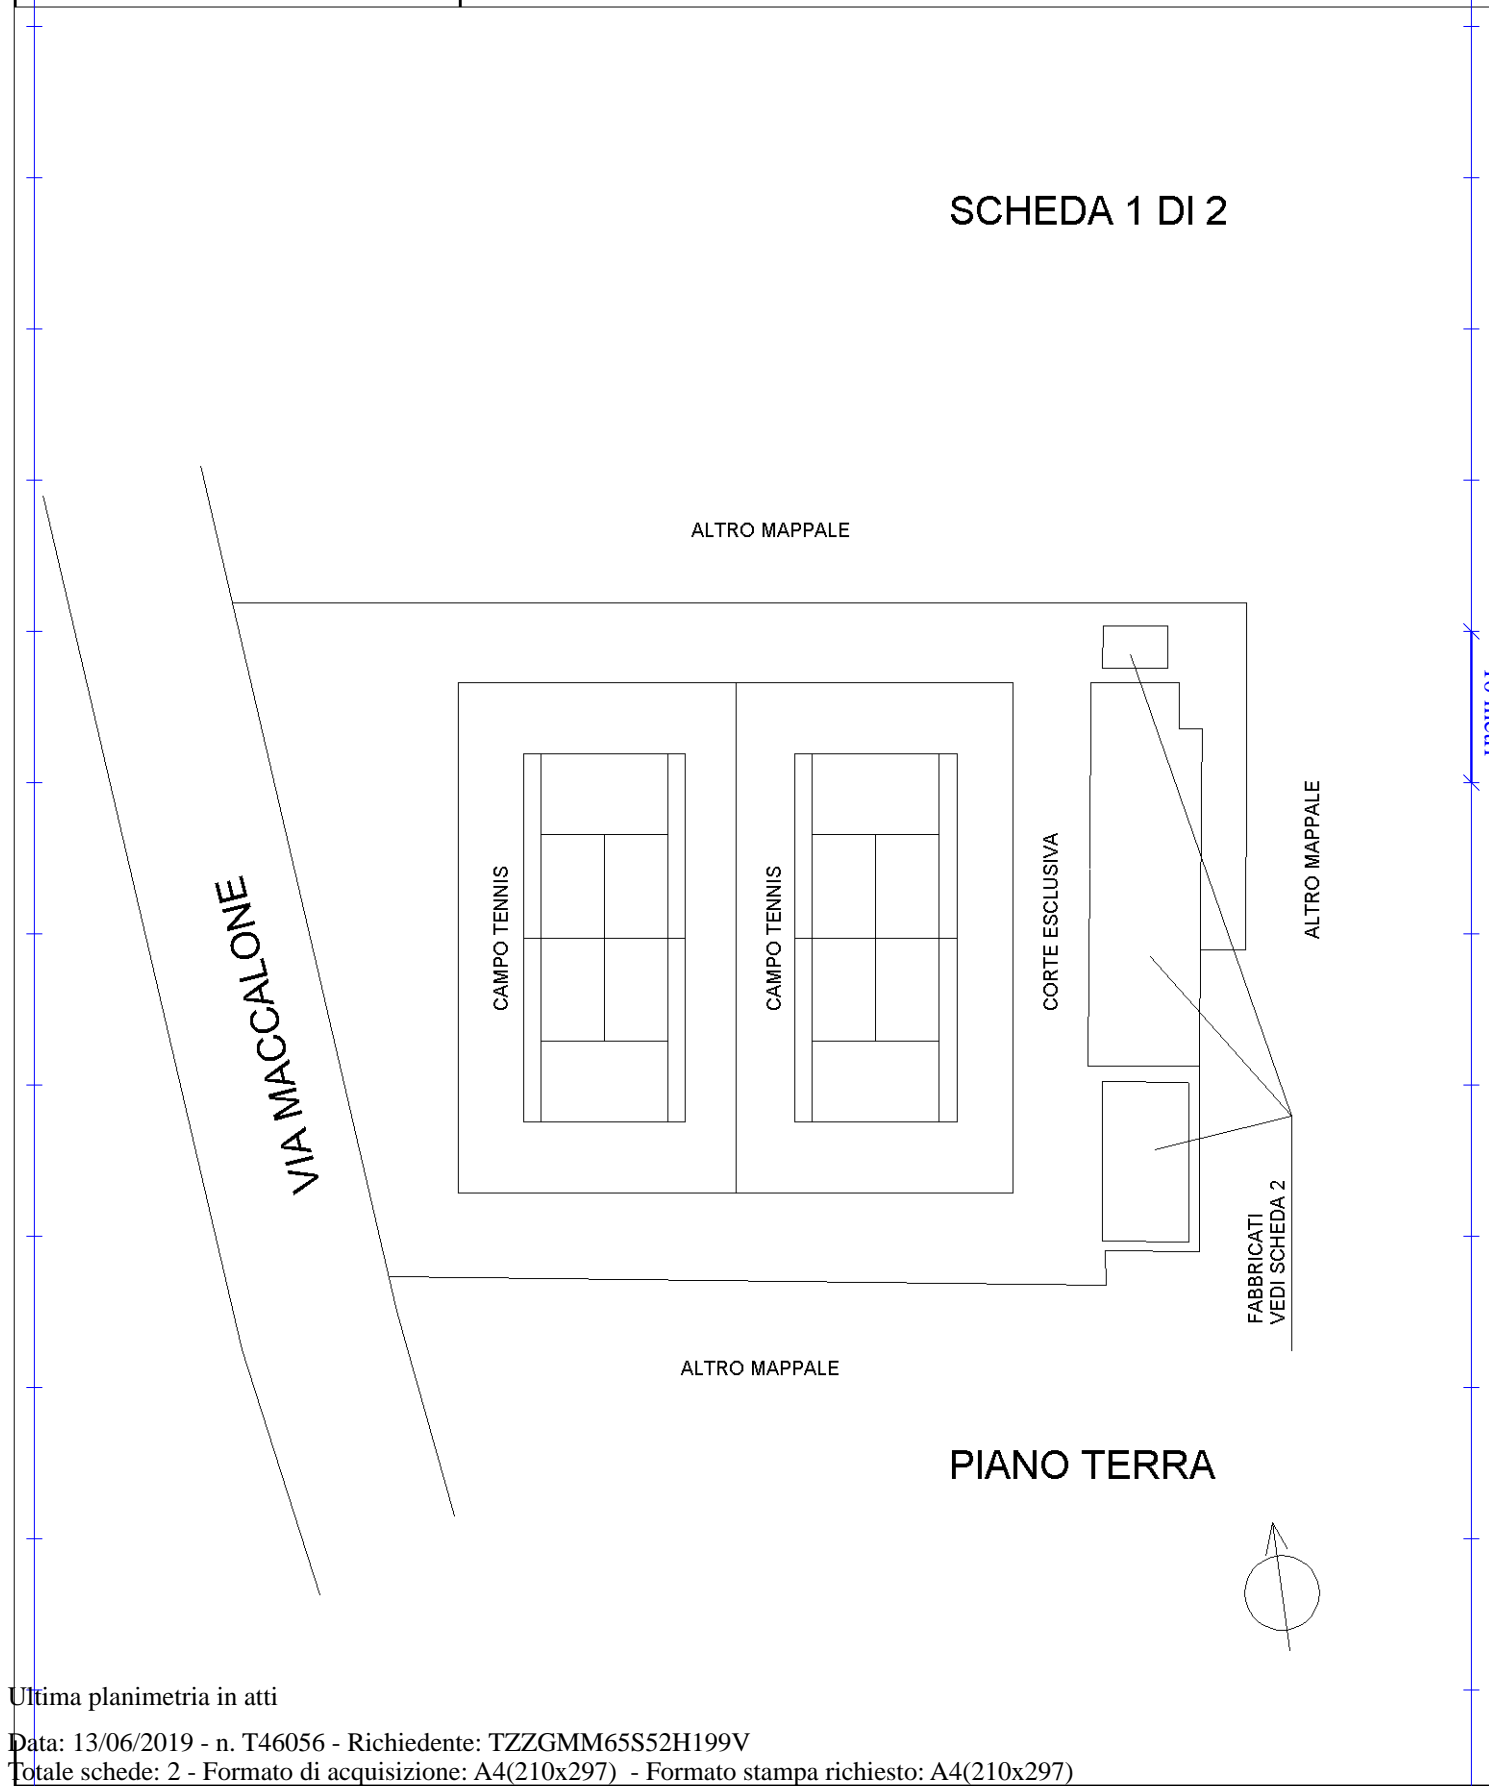 SCHEDA 1 DI 2
ALTRO MAPPALE
VIA MACCALONE
CAMPO TENNIS
CAMPO TENNIS
CORTE ESCLUSIVA
ALTRO MAPPALE
FABBRICATI
VEDI SCHEDA 2
ALTRO MAPPALE
PIANO TERRA
Ultima planimetria in atti
Data: 13/06/2019 - n. T46056 - Richiedente: TZZGMM65S52H199V
Totale schede: 2 - Formato di acquisizione: A4(210x297) - Formato stampa richiesto: A4(210x297)